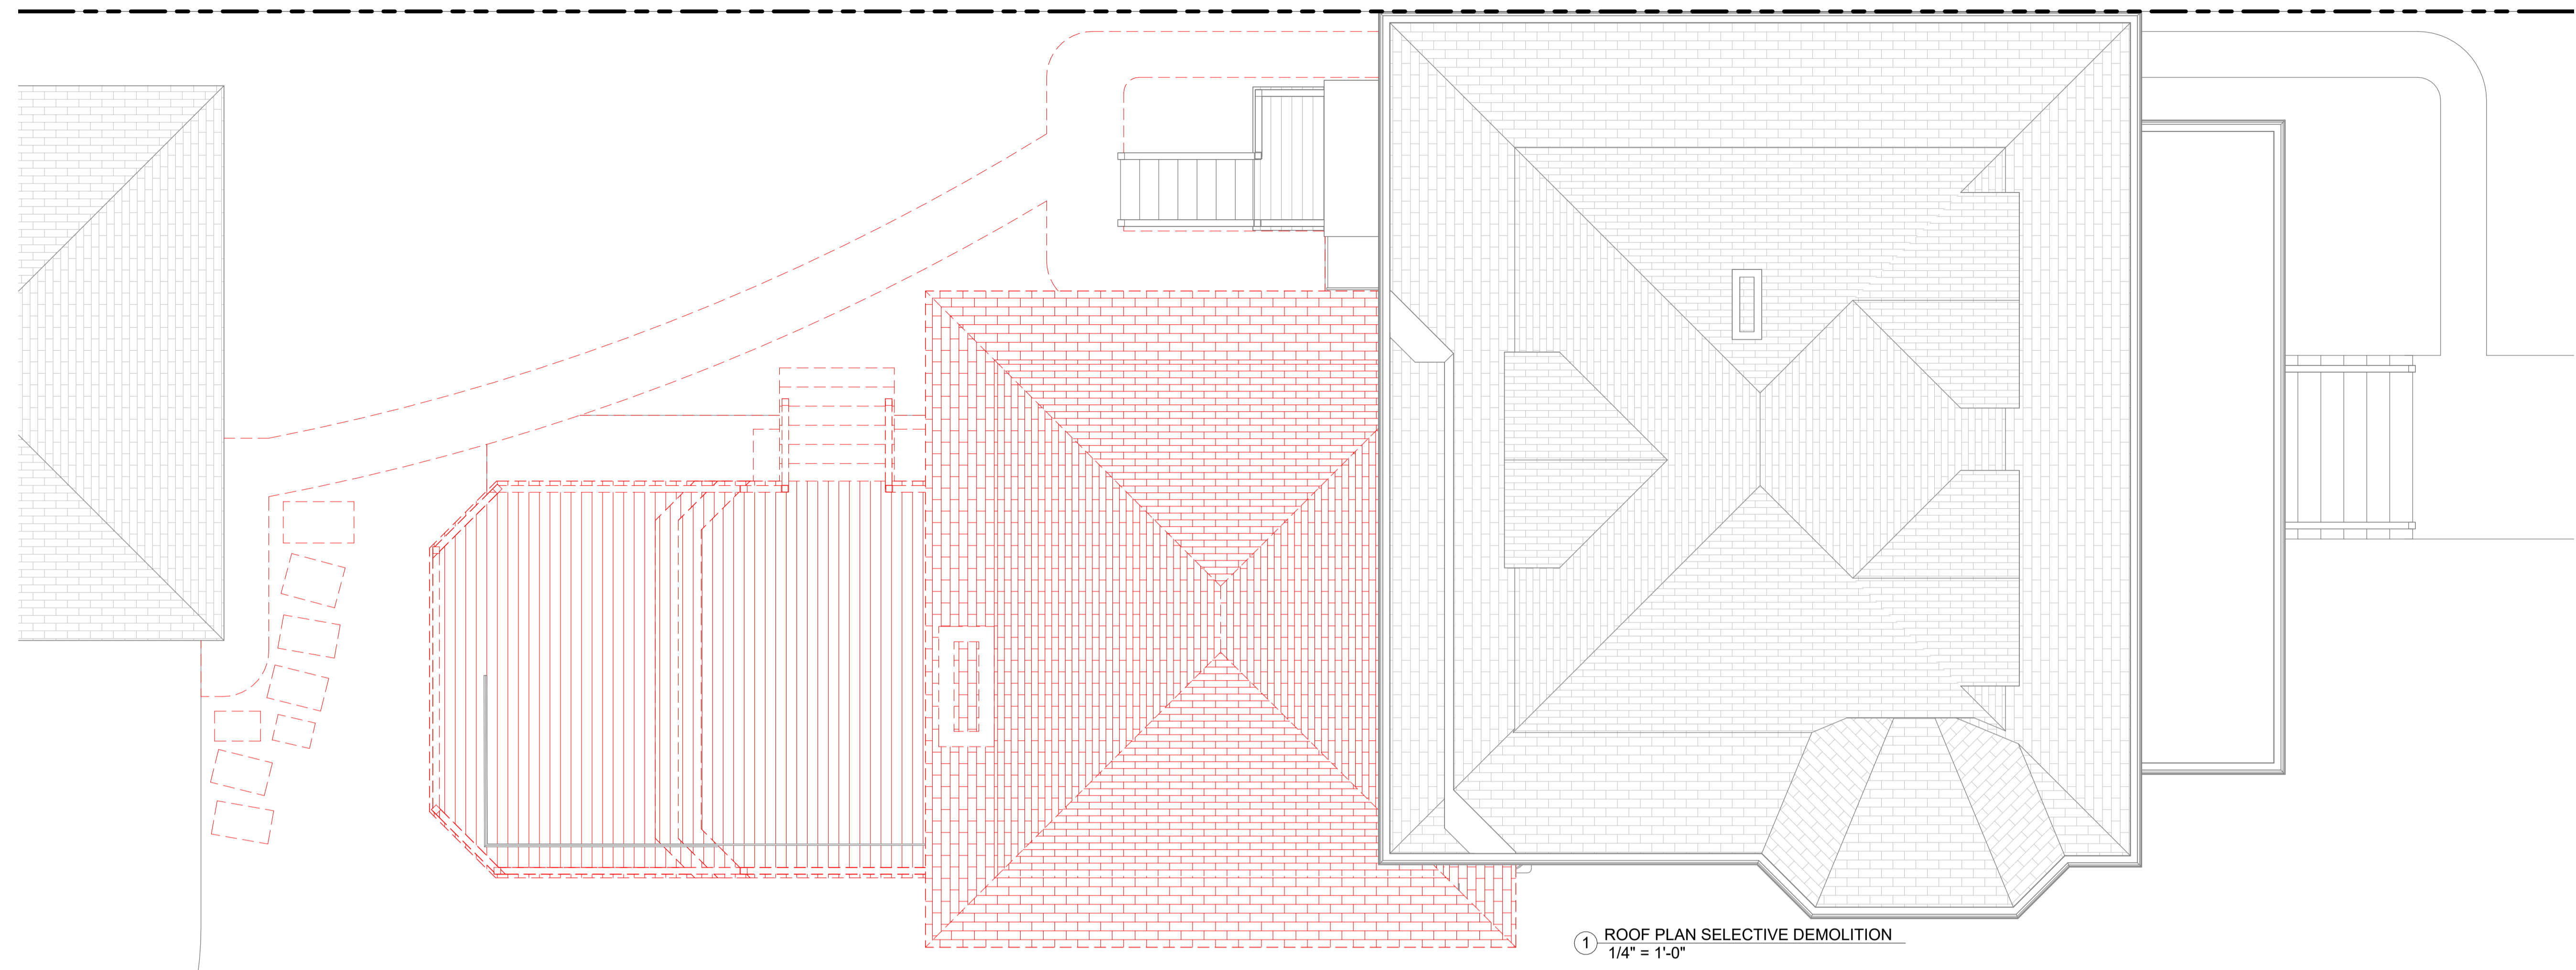 1
ROOF PLAN SELECTIVE DEMOLITION
1/4" = 1'-0"